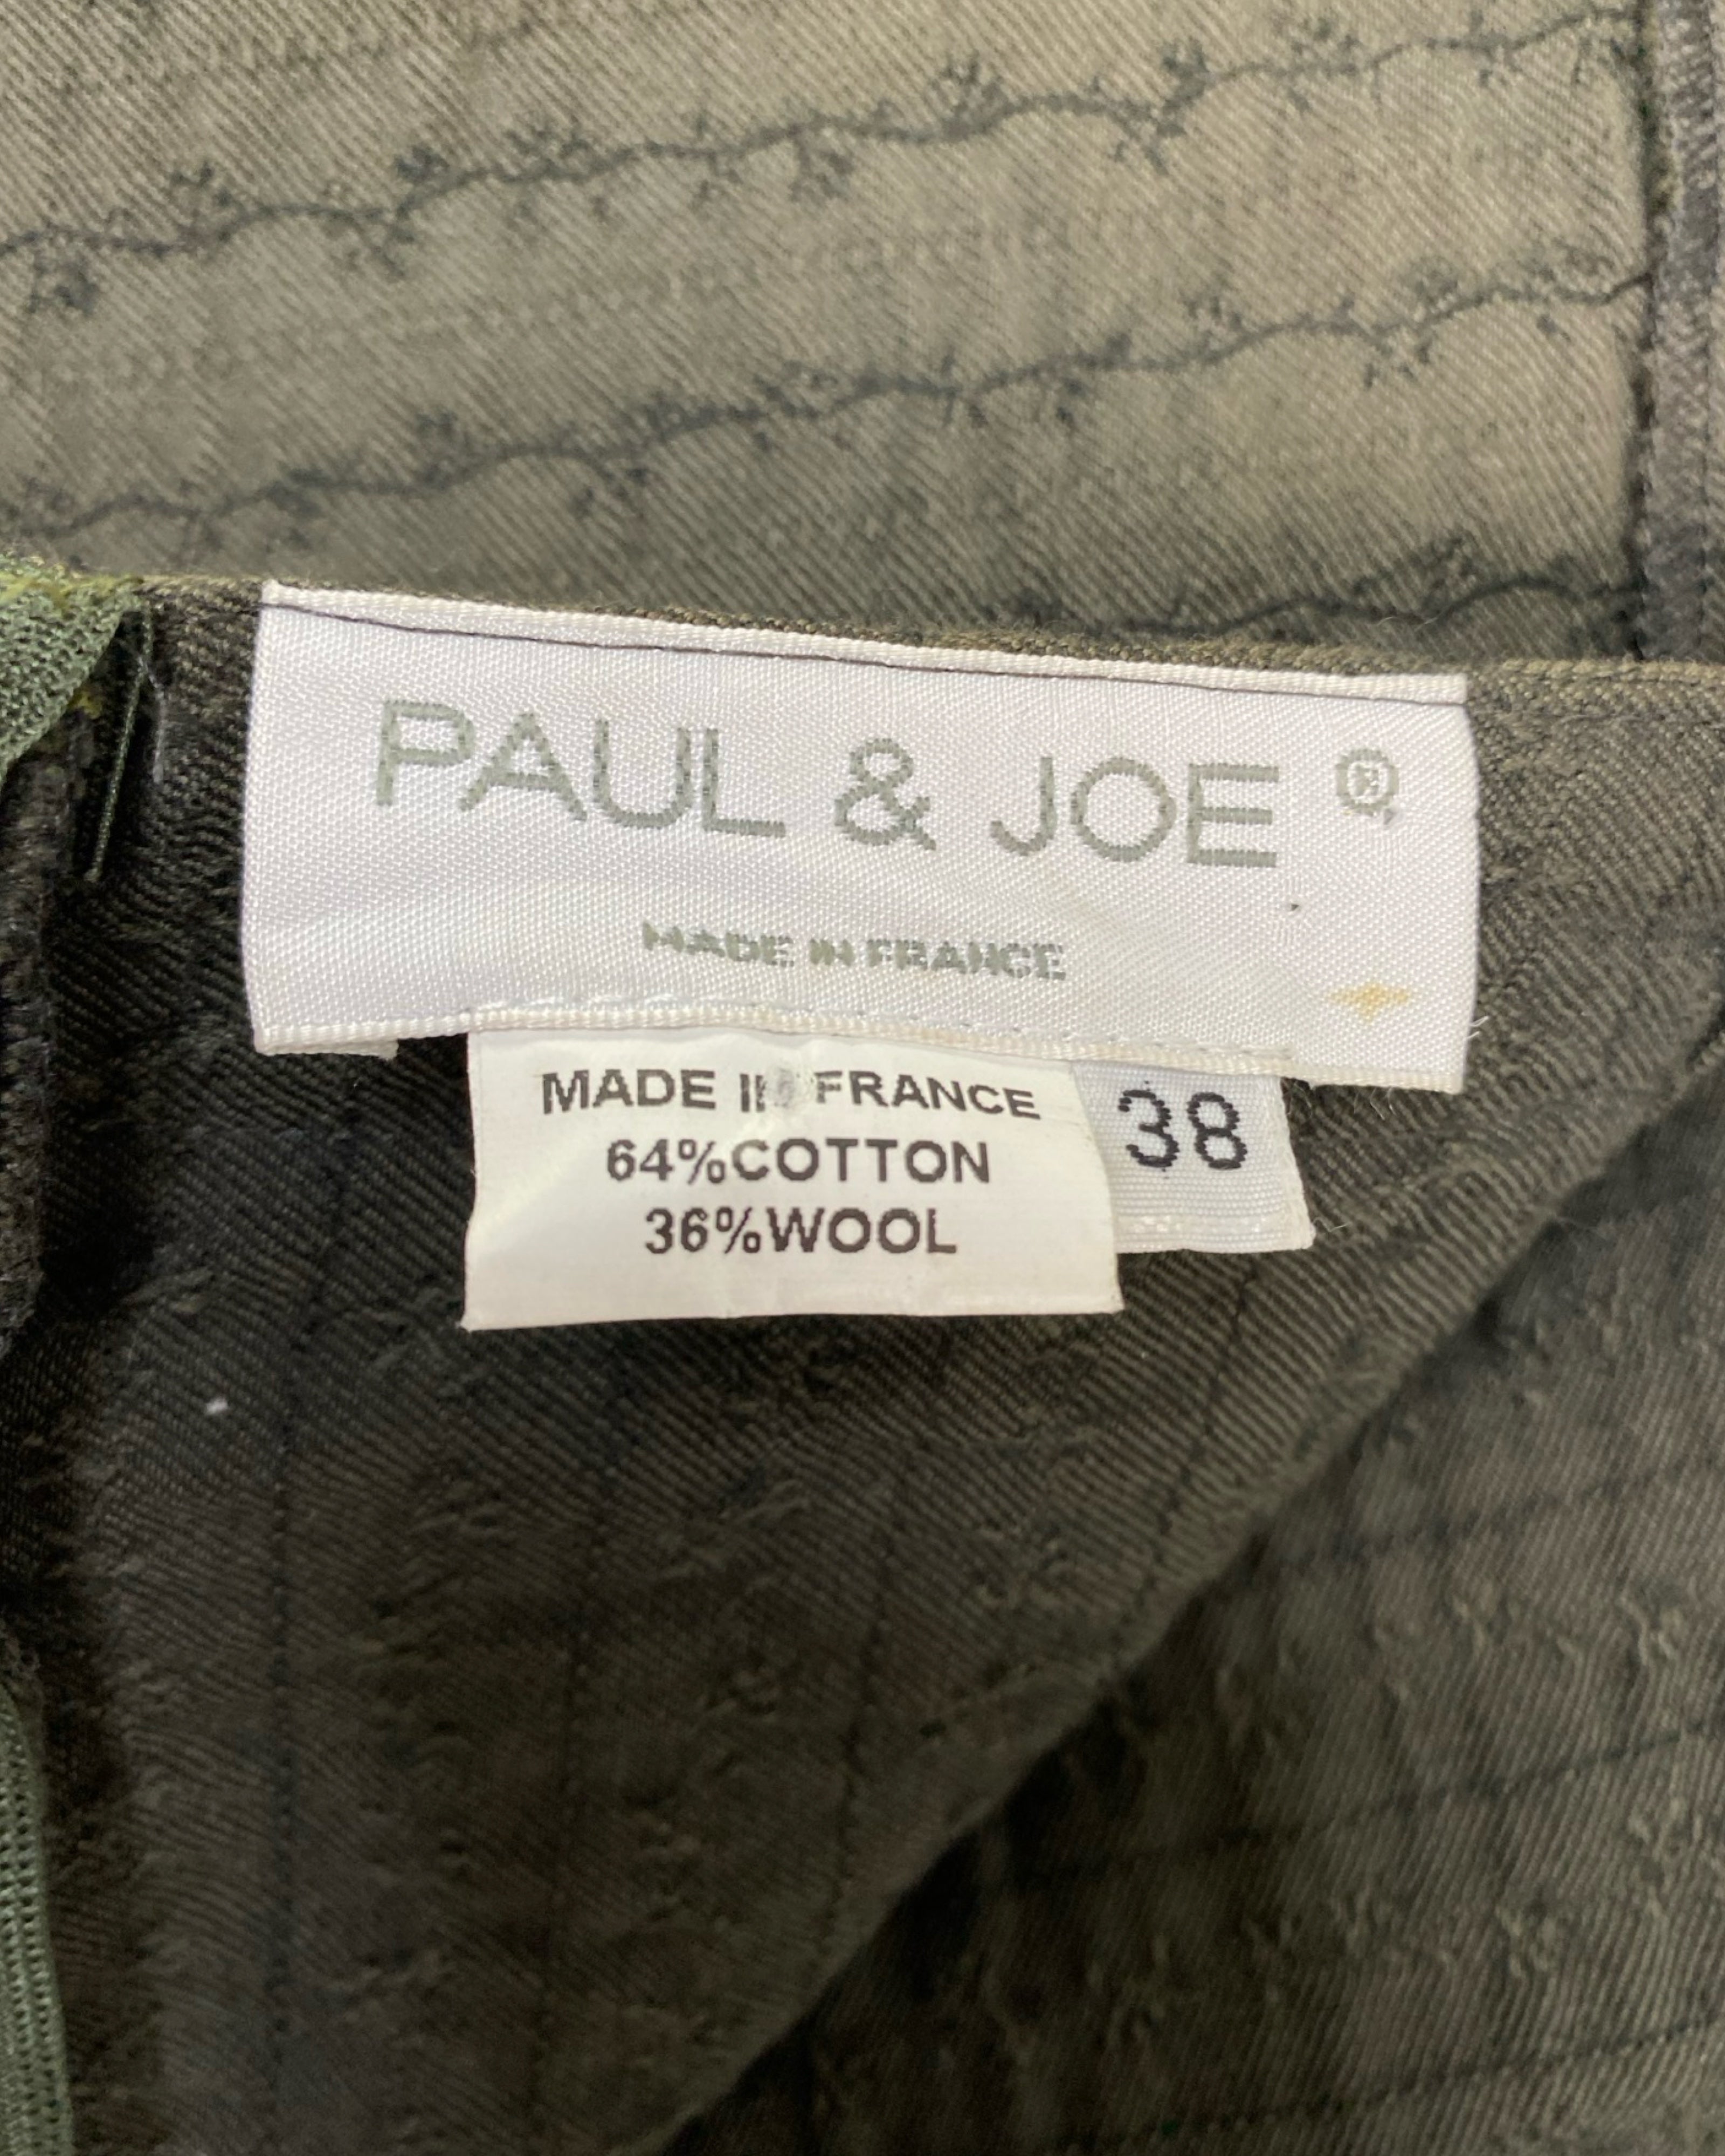 PAUL & JOE ®
MADE IN FRANCE
MADE IN FRANCE
64%COTTON
36%WOOL
38